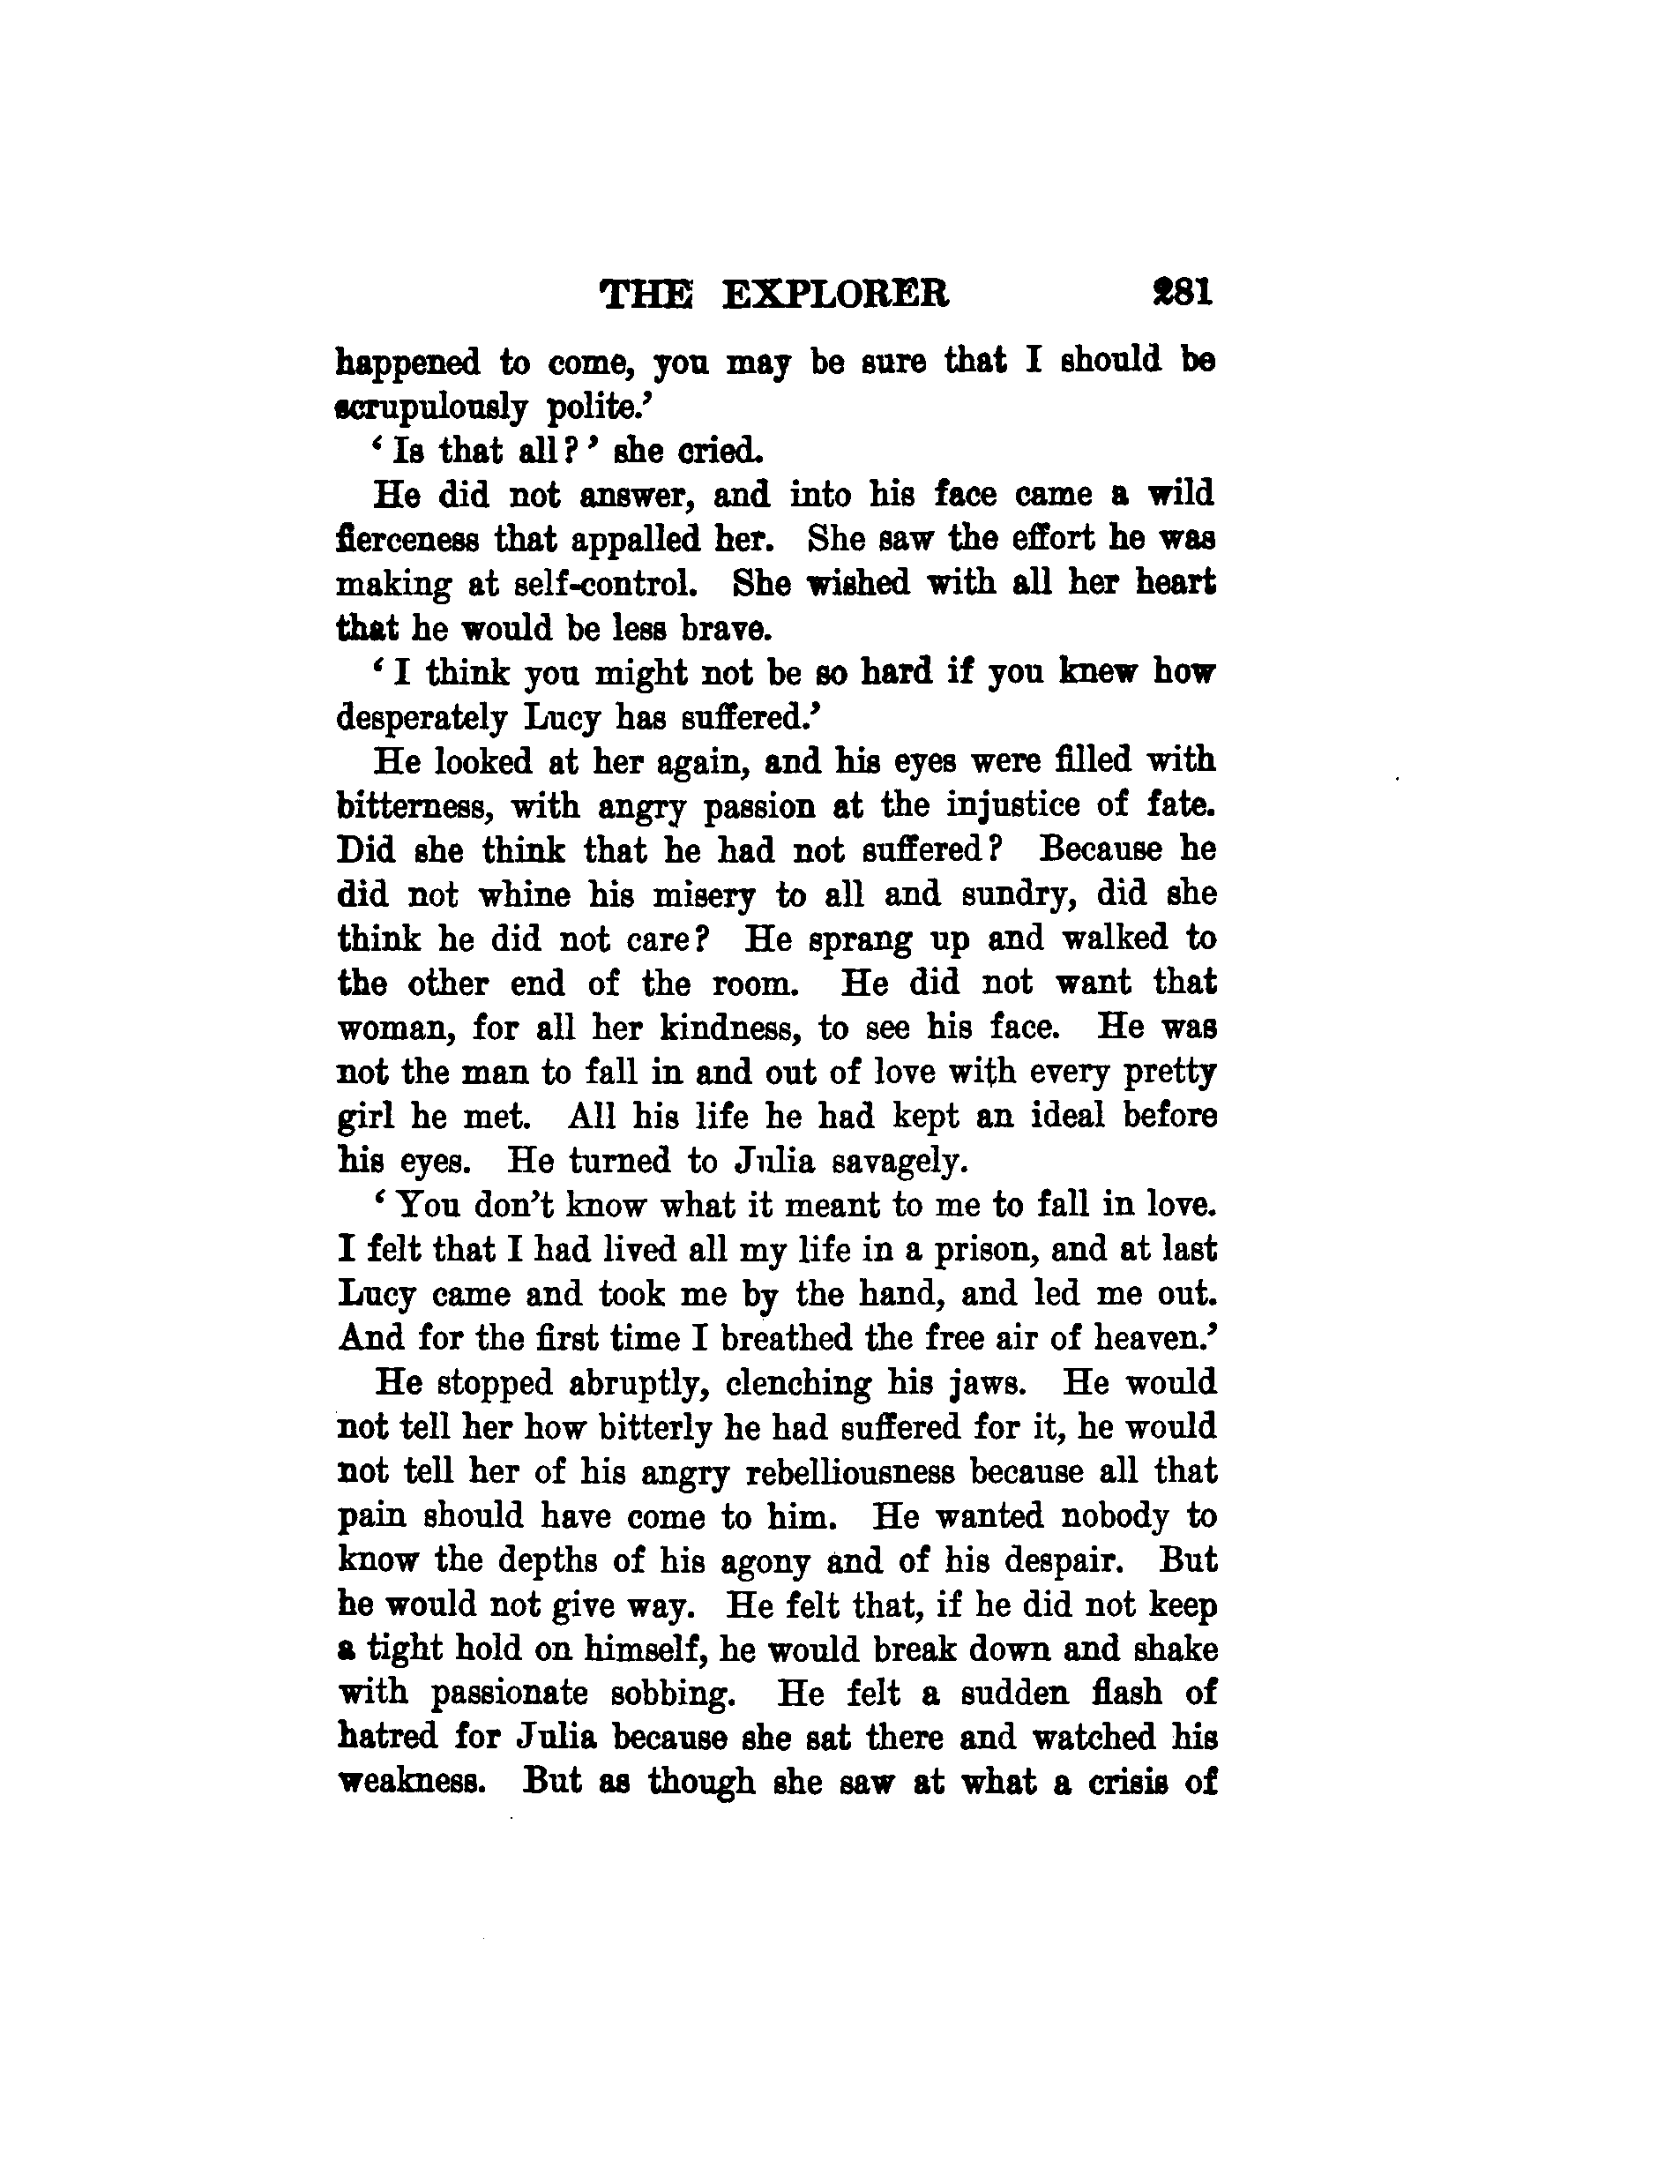 THE EXPLORER 281
happened to come, you may be sure that I should be
scrupulously polite.’
‘ Is that all? ’ she cried.
He did not answer, and into his face came a wild
fierceness that appalled her. She saw the effort he was
making at self-control. She wished with all her heart
that he would be less brave.
‘ I think you might not be so hard if you knew how
desperately Lucy has suffered.’
He looked at her again, and his eyes were filled with
bitterness, with angry passion at the injustice of fate.
Did she think that he had not suffered? Because he
did not whine his misery to all and sundry, did she
think he did not care? He sprang up and walked to
the other end of the room. He did not want that
woman, for all her kindness, to see his face. He was
not the man to fall in and out of love with every pretty
girl he met. All his life he had kept an ideal before
his eyes. He turned to Julia savagely.
‘ You don’t know what it meant to me to fall in love.
I felt that I had lived all my life in a prison, and at last
Lucy came and took me by the hand, and led me out.
And for the first time I breathed the free air of heaven.’
He stopped abruptly, clenching his jaws. He would
not tell her how bitterly he had suffered for it, he would
not tell her of his angry rebelliousness because all that
pain should have come to him. He wanted nobody to
know the depths of his agony and of his despair. But
he would not give way. He felt that, if he did not keep
a tight hold on himself, he would break down and shake
with passionate sobbing. He felt a sudden flash of
hatred for Julia because she sat there and watched his
weakness. But as though she saw at what a crisis of